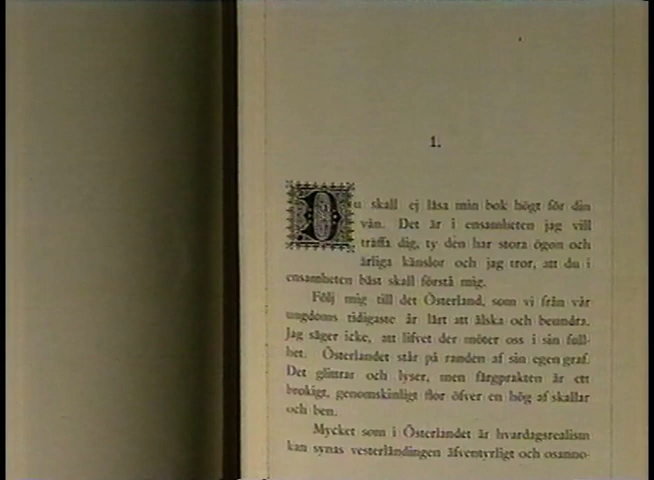 1.
Du skall ej läsa min bok högt för din
vän. Det är i ensamheten jag vill
träffa dig, ty den har stora ögon och
ärliga känslor och jag tror, att du i
ensamheten bäst skall förstå mig.
Följ mig till det Österland, som vi från vår
ungdoms tidigaste år lärt att älska och beundra.
Jag säger icke, att lifvet der möter oss i sin full-
het. Österlandet står på randen af sin egen graf.
Det glittrar och lyser, men färgprakten är ett
brokigt, genomskinligt flor öfver en hög af skallar
och ben.
Mycket som i Österlandet är hvardagsrealism
kan synas vesterländingen äfventyrligt och osanno-